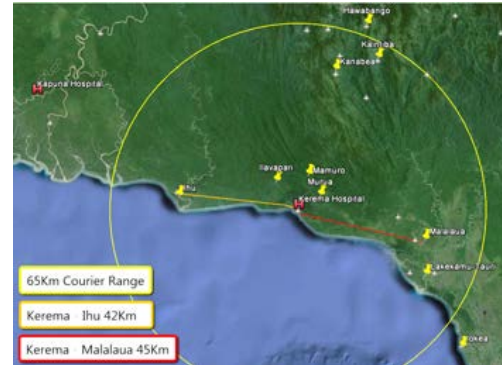 Hawabango
Kaintiba
Kanabea
Kapuna Hospital
Ilavapari
Mamuro
Murua
Ihu
Kerema Hospital
Malalaua
Lakekamu-Tauri
65Km Courier Range
Kerema - Ihu 42Km
Kerema - Malalaua 45Km